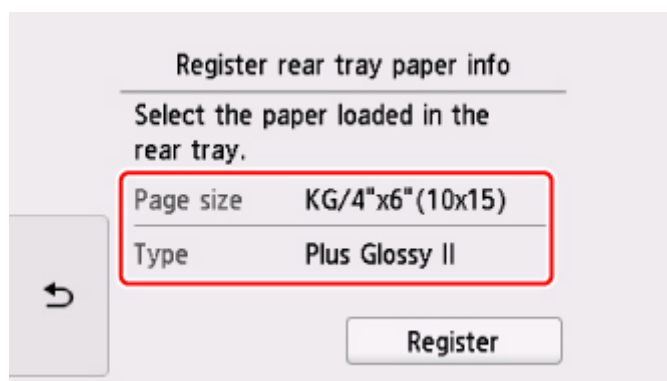 Register rear tray paper info
Select the paper loaded in the
rear tray.
Page size KG/4"x6"(10x15)
Type Plus Glossy II
Register